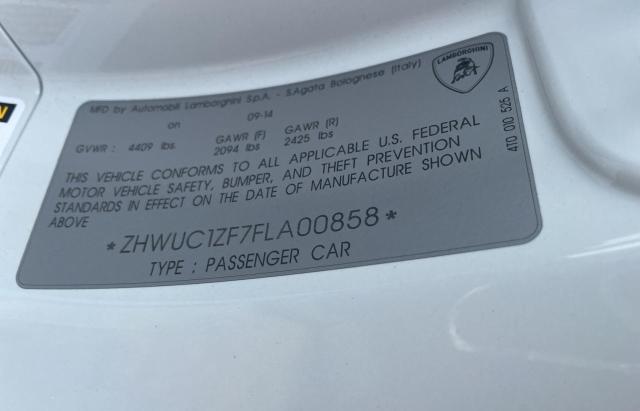 LAMBORGHINI
MFD by Automobili Lamborghini S.p.A. - S.Agata Bolognese (Italy)
on 09-14
GVWR : 4409 lbs. GAWR (F) 2094 lbs GAWR (R) 2425 lbs
THIS VEHICLE CONFORMS TO ALL APPLICABLE U.S. FEDERAL
MOTOR VEHICLE SAFETY, BUMPER, AND THEFT PREVENTION
STANDARDS IN EFFECT ON THE DATE OF MANUFACTURE SHOWN
ABOVE
*ZHWUC1ZF7FLA00858*
TYPE : PASSENGER CAR
4T0 010 525 A